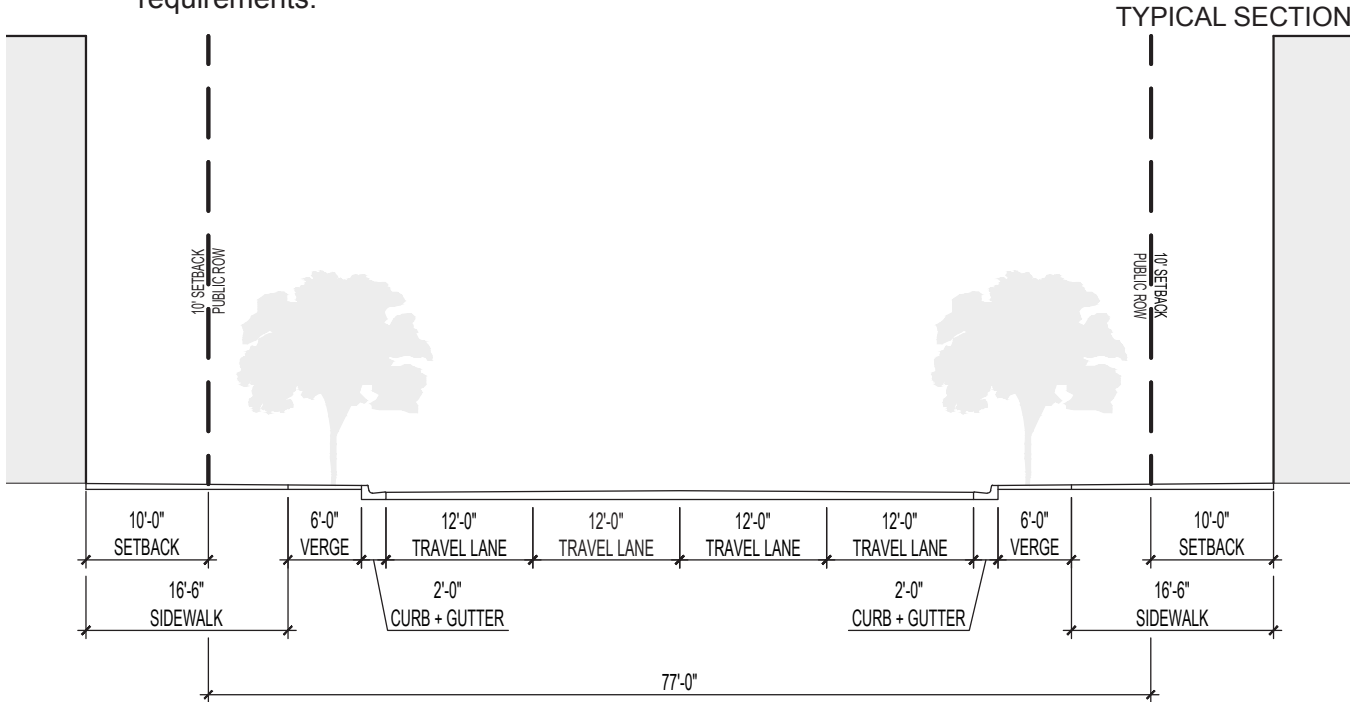 requirements.
TYPICAL SECTION
10' SETBACK
PUBLIC ROW
10' SETBACK
PUBLIC ROW
10'-0"
SETBACK
6'-0"
VERGE
12'-0"
TRAVEL LANE
12'-0"
TRAVEL LANE
12'-0"
TRAVEL LANE
12'-0"
TRAVEL LANE
6'-0"
VERGE
10'-0"
SETBACK
16'-6"
SIDEWALK
2'-0"
CURB + GUTTER
2'-0"
CURB + GUTTER
16'-6"
SIDEWALK
77'-0"